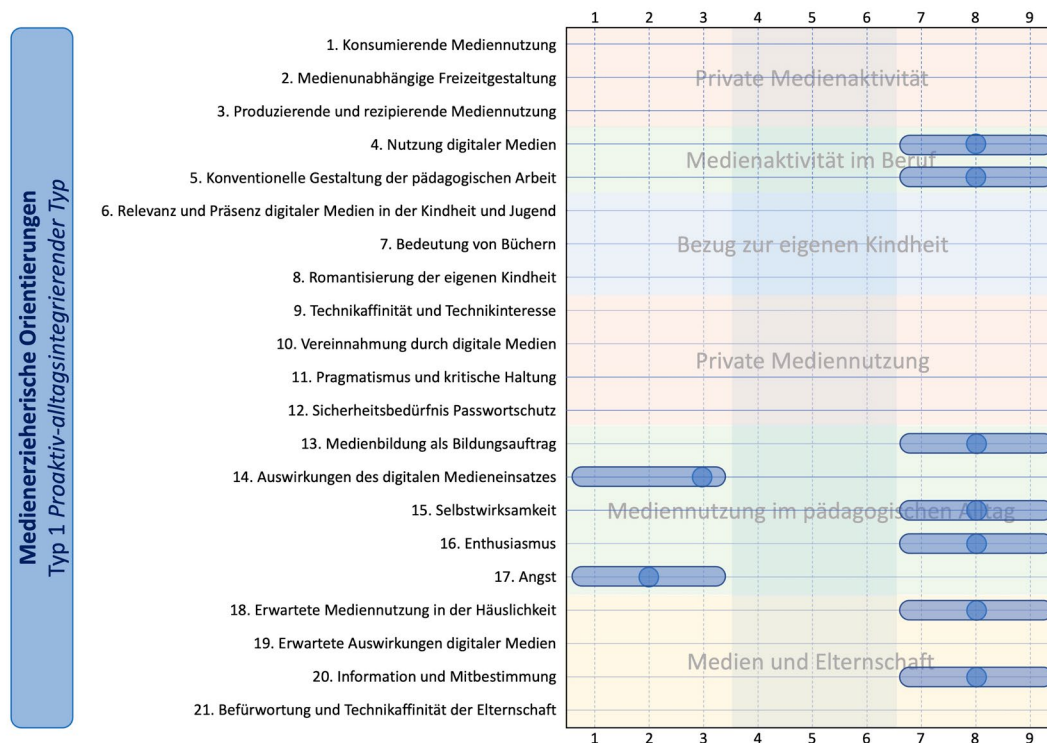 Medienerzieherische Orientierungen
Typ 1 Proaktiv-alltagsintegrierender Typ
1 2 3 4 5 6 7 8 9
1. Konsumierende Mediennutzung
2. Medienunabhängige Freizeitgestaltung
3. Produzierende und rezipierende Mediennutzung
4. Nutzung digitaler Medien
5. Konventionelle Gestaltung der pädagogischen Arbeit
6. Relevanz und Präsenz digitaler Medien in der Kindheit und Jugend
7. Bedeutung von Büchern
8. Romantisierung der eigenen Kindheit
9. Technikaffinität und Technikinteresse
10. Vereinnahmung durch digitale Medien
11. Pragmatismus und kritische Haltung
12. Sicherheitsbedürfnis Passwortschutz
13. Medienbildung als Bildungsauftrag
14. Auswirkungen des digitalen Medieneinsatzes
15. Selbstwirksamkeit
16. Enthusiasmus
17. Angst
18. Erwartete Mediennutzung in der Häuslichkeit
19. Erwartete Auswirkungen digitaler Medien
20. Information und Mitbestimmung
21. Befürwortung und Technikaffinität der Elternschaft
Private Medienaktivität
Medienaktivität im Beruf
Bezug zur eigenen Kindheit
Private Mediennutzung
Mediennutzung im pädagogischen Alltag
Medien und Elternschaft
1 2 3 4 5 6 7 8 9